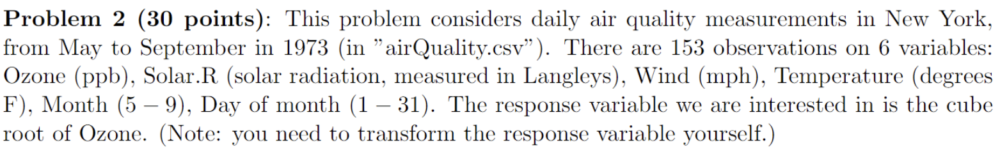 Problem 2 (30 points): This problem considers daily air quality measurements in New York,
from May to September in 1973 (in ”airQuality.csv”). There are 153 observations on 6 variables:
Ozone (ppb), Solar.R (solar radiation, measured in Langleys), Wind (mph), Temperature (degrees
F), Month (5 – 9), Day of month (1 – 31). The response variable we are interested in is the cube
root of Ozone. (Note: you need to transform the response variable yourself.)